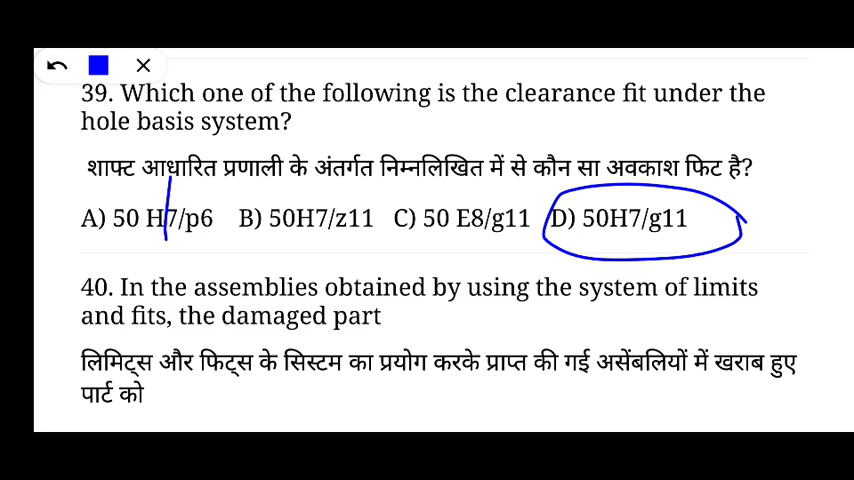 39. Which one of the following is the clearance fit under the
hole basis system?
शाफ्ट आधारित प्रणाली के अंतर्गत निम्नलिखित में से कौन सा अवकाश फिट है?
A) 50 H7/p6 B) 50H7/z11 C) 50 E8/g11 D) 50H7/g11
40. In the assemblies obtained by using the system of limits
and fits, the damaged part
लिमिट्स और फिट्स के सिस्टम का प्रयोग करके प्राप्त की गई असेंबलियों में खराब हुए
पार्ट को